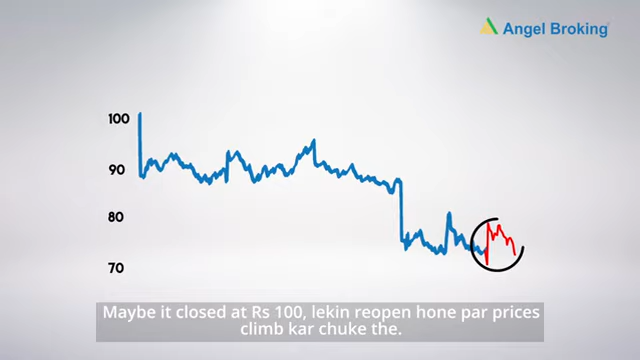 Angel Broking
100
90
80
70
Maybe it closed at Rs 100, lekin reopen hone par prices
climb kar chuke the.